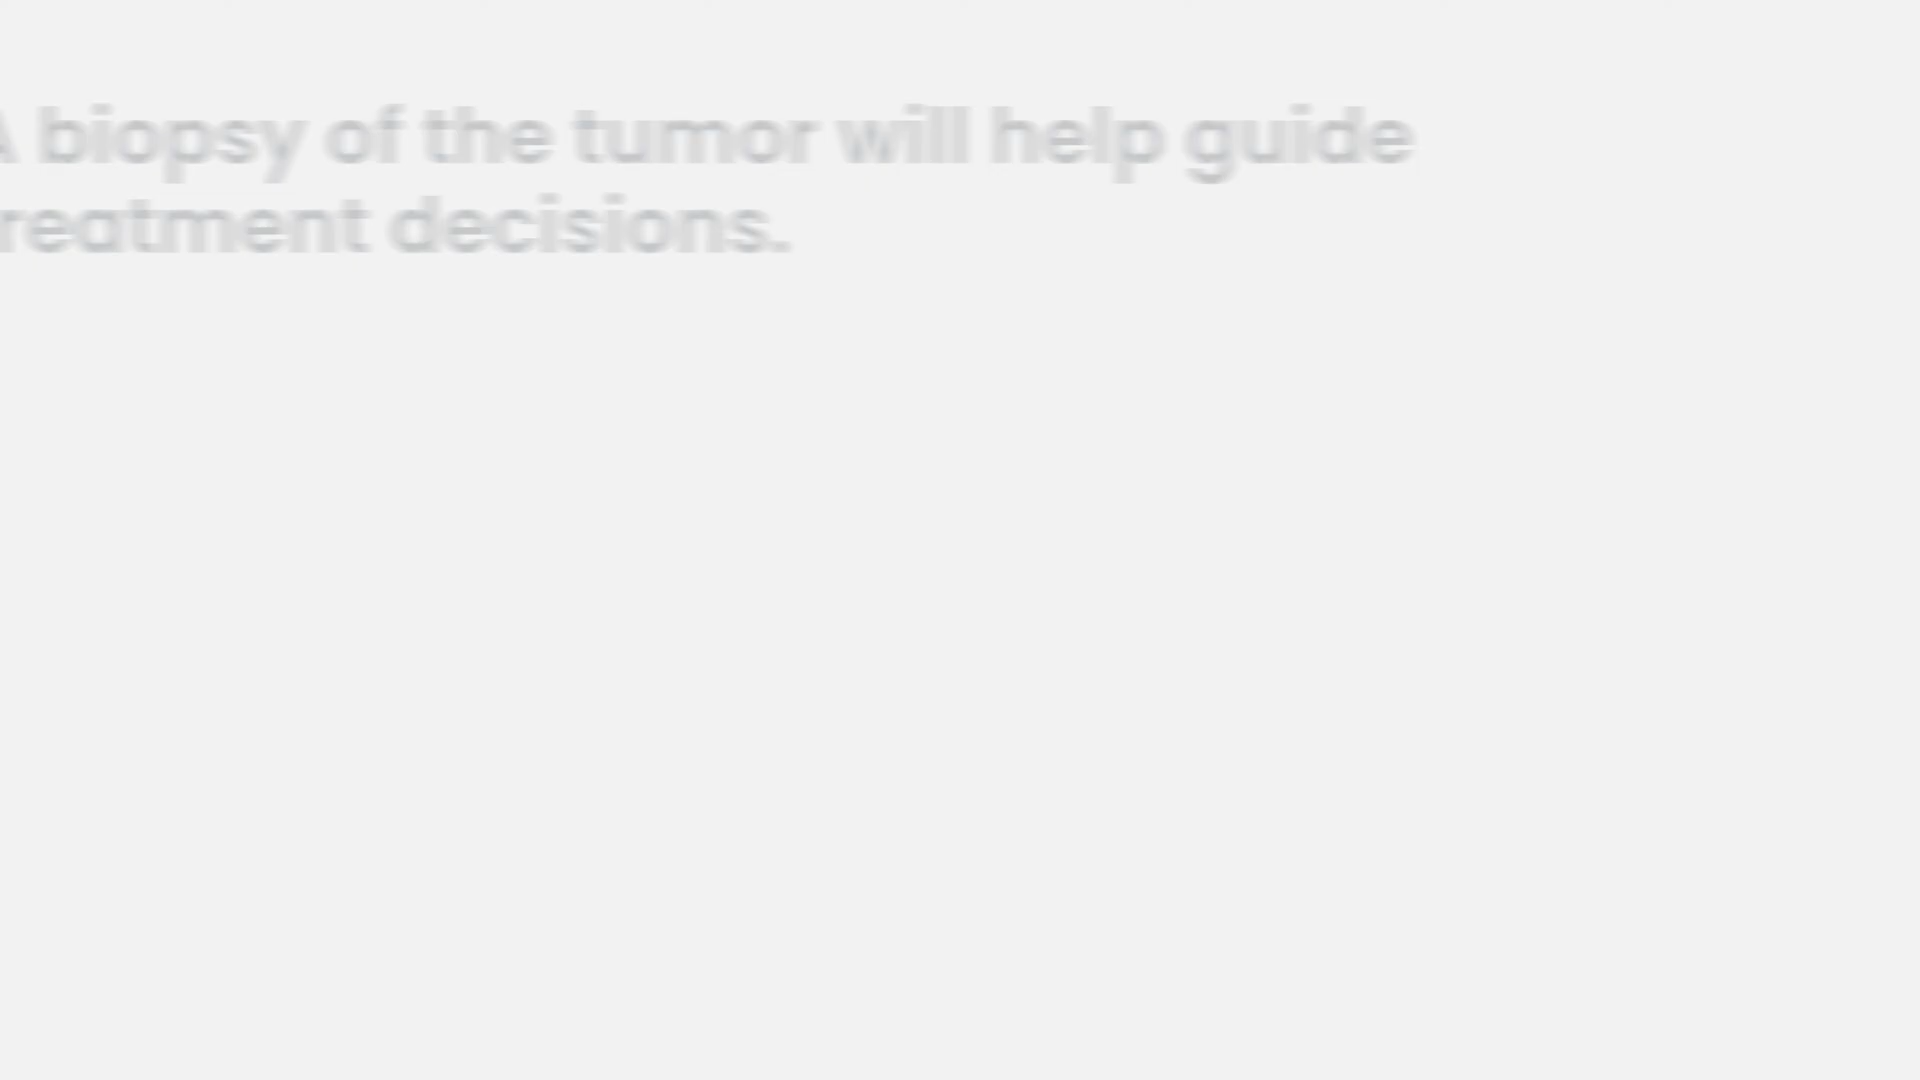 A biopsy of the tumor will help guide
reatment decisions.